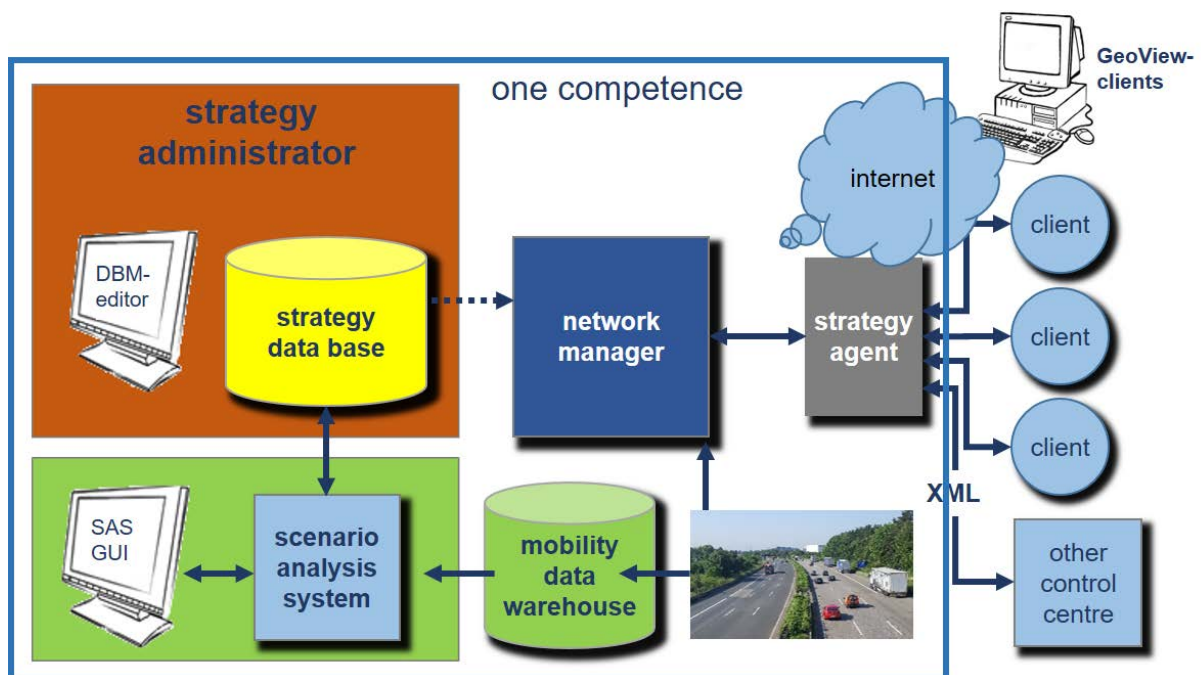 one competence
GeoView-
clients
strategy
administrator
internet
DBM-
editor
strategy
data base
network
manager
strategy
agent
client
client
client
XML
SAS
GUI
scenario
analysis
system
mobility
data
warehouse
other
control
centre